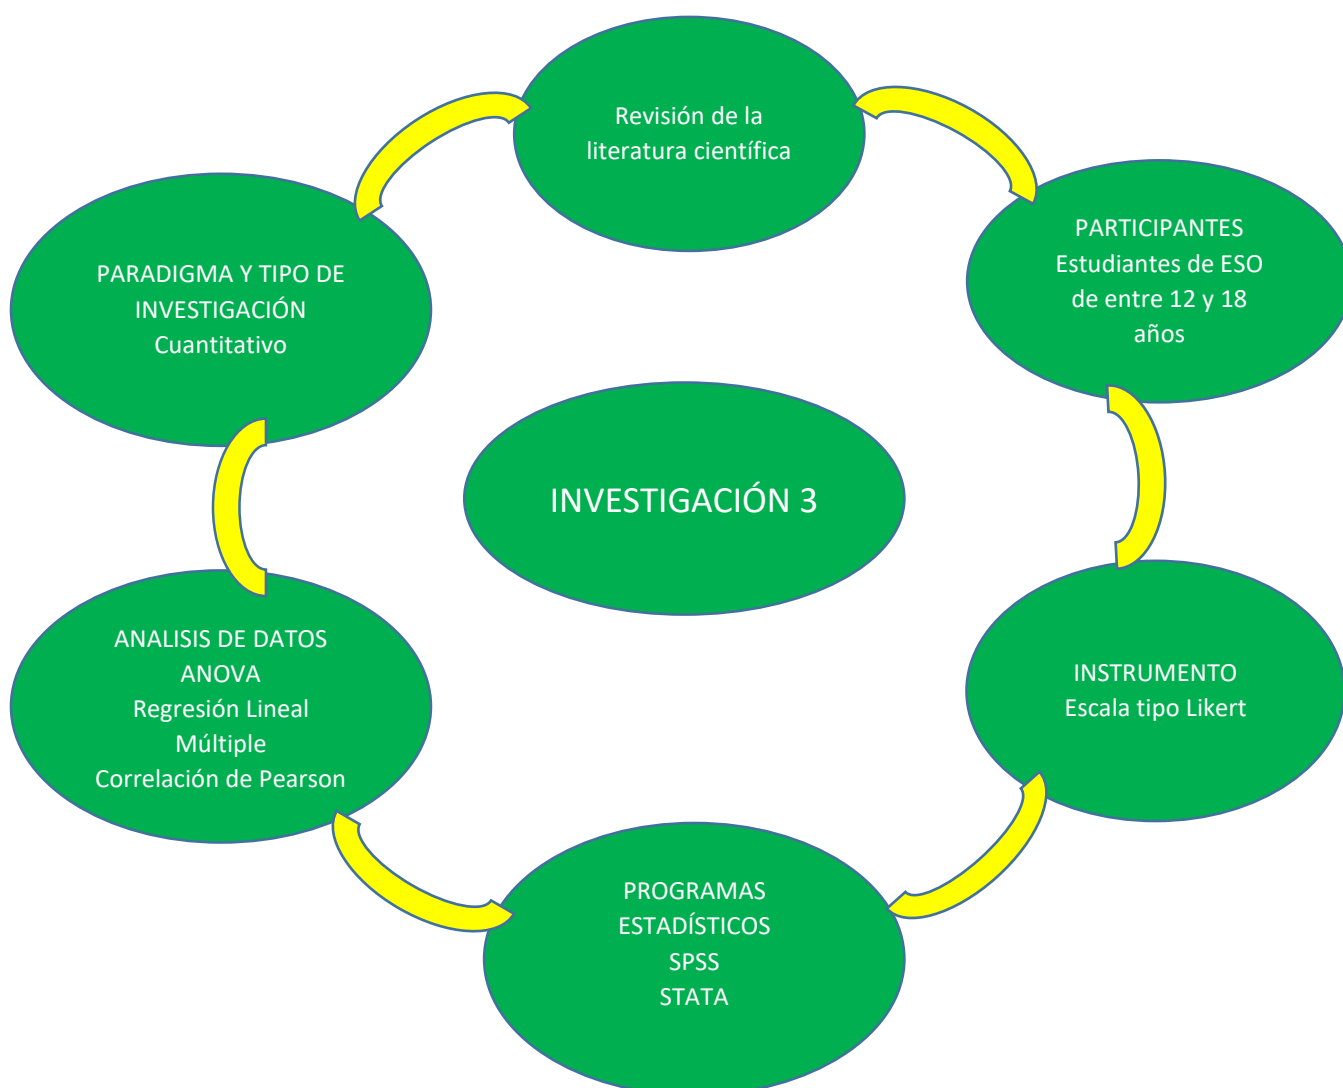 Revisión de la
literatura científica
PARTICIPANTES
Estudiantes de ESO
de entre 12 y 18
años
PARADIGMA Y TIPO DE
INVESTIGACIÓN
Cuantitativo
INVESTIGACIÓN 3
ANALISIS DE DATOS
ANOVA
Regresión Lineal
Múltiple
Correlación de Pearson
INSTRUMENTO
Escala tipo Likert
PROGRAMAS
ESTADÍSTICOS
SPSS
STATA